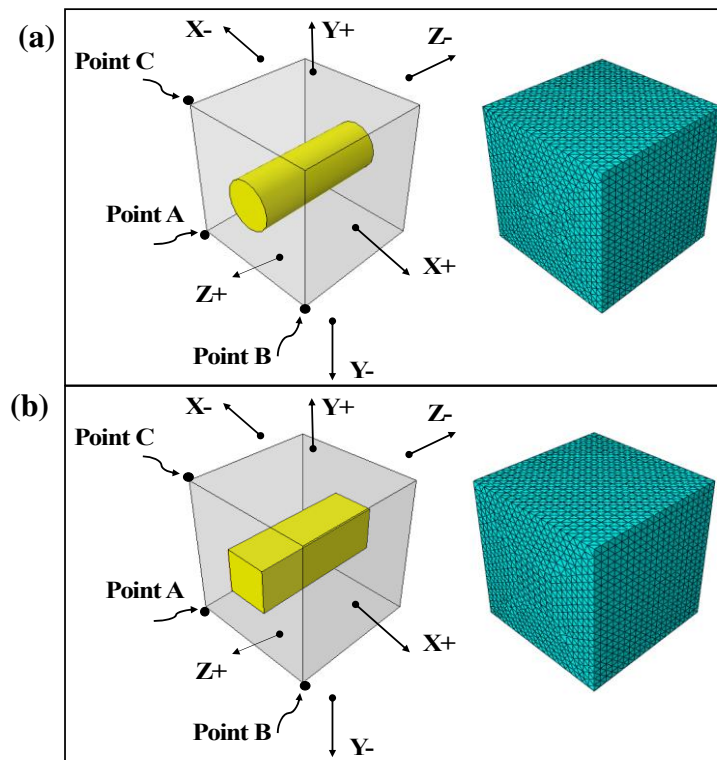 (a)
X-
Y+
Z-
Point C
Point A
Z+
X+
Point B
Y-
(b)
X-
Y+
Z-
Point C
Point A
Z+
X+
Point B
Y-